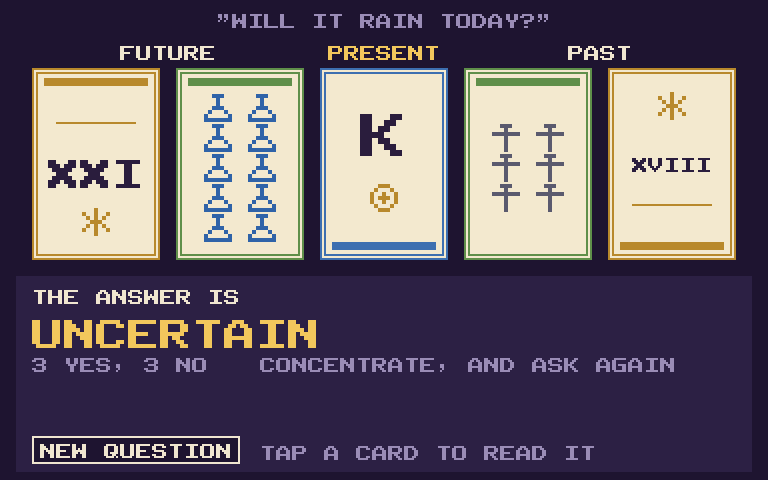 "WILL IT RAIN TODAY?"
FUTURE PRESENT PAST
XXI K XVIII
THE ANSWER IS
UNCERTAIN
3 YES, 3 NO CONCENTRATE, AND ASK AGAIN
NEW QUESTION TAP A CARD TO READ IT